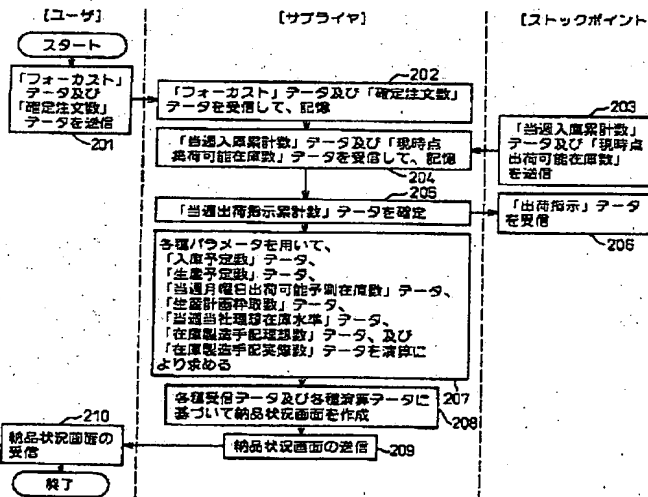 [ユーザ]
[サプライヤ]
[ストックポイント
スタート
「フォーカスト」
データ及び
「確定注文数」
データを送信
201
202
「フォーカスト」データ及び「確定注文数」
データを受信して、記憶
203
「当週入庫累計数」
データ及び「現時点
出荷可能在庫数」
を送信
「当週入庫累計数」データ及び「現時点
出荷可能在庫数」データを受信して、記憶
204
205
「当週出荷指示累計数」データを確定
「出荷指示」データ
を受信
206
各種パラメータを用いて、
「入庫予定数」データ、
「生産予定数」データ、
「当週月曜日出荷可能予測在庫数」データ、
「生産計画枠取数」データ、
「当週当社理想在庫水準」データ、
「在庫製造手配理想数」データ、及び
「在庫製造手配実際数」データを演算に
より求める
207
各種受信データ及び各種演算データに
基づいて納品状況画面を作成
208
210
納品状況画面の
受信
納品状況画面の送信
209
終了